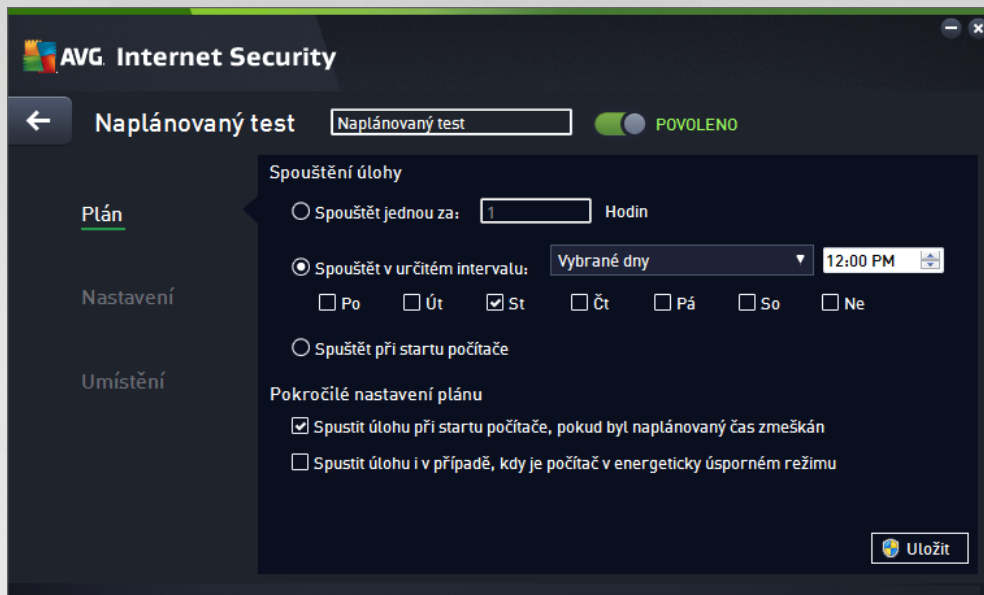 AVG. Internet Security
Naplánovaný test Naplánovaný test POVOLENO
Plán
Nastavení
Umístění
Spouštění úlohy
Spouštět jednou za: 1 Hodin
Spouštět v určitém intervalu: Vybrané dny 12:00 PM
Po Út St Čt Pá So Ne
Spuštět při startu počítače
Pokročilé nastavení plánu
Spustit úlohu při startu počítače, pokud byl naplánovaný čas zmeškán
Spustit úlohu i v případě, kdy je počítač v energeticky úsporném režimu
Uložit